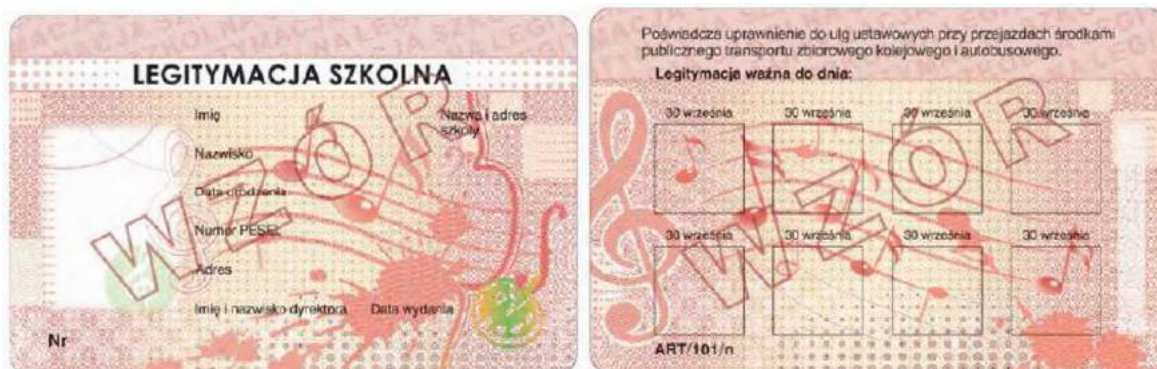 LEGITYMACJA SZKOLNA
Imię
Nazwa i adres
szkoły
Nazwisko
Data urodzenia
Numer PESEL
Adres
Imię i nazwisko dyrektora
Data wydania
Nr
WZÓR
Poświadcza uprawnienie do ulg ustawowych przy przejazdach środkami
publicznego transportu zbiorowego kolejowego i autobusowego.
Legitymacja ważna do dnia:
30 września 30 września 30 września 30 września
30 września 30 września 30 września 30 września
WZÓR
ART/101/n